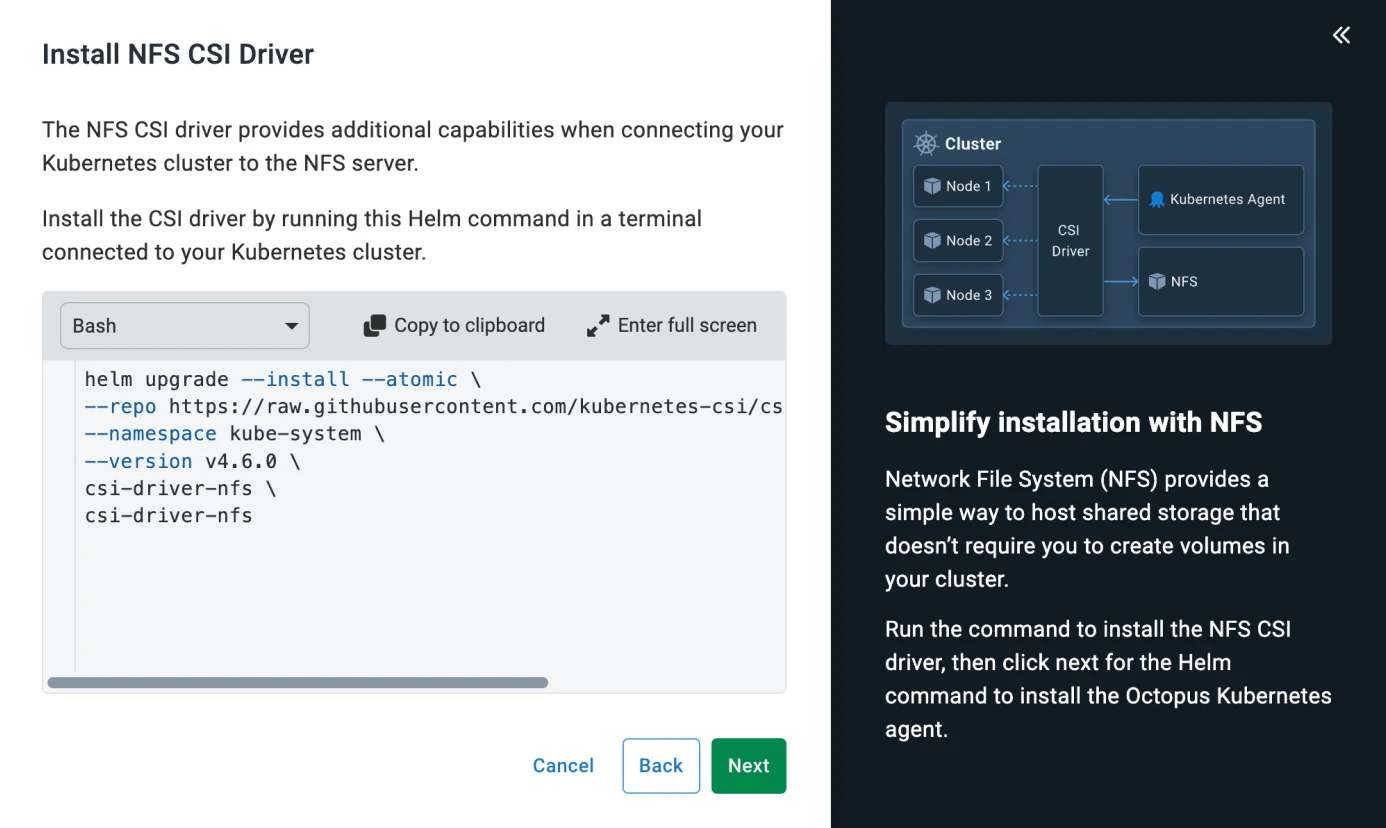 Install NFS CSI Driver
The NFS CSI driver provides additional capabilities when connecting your
Kubernetes cluster to the NFS server.
Install the CSI driver by running this Helm command in a terminal
connected to your Kubernetes cluster.
Bash
Copy to clipboard
Enter full screen
helm upgrade --install --atomic \
--repo https://raw.githubusercontent.com/kubernetes-csi/cs
--namespace kube-system \
--version v4.6.0 \
csi-driver-nfs \
csi-driver-nfs
Cancel
Back
Next
Cluster
Node 1
Node 2
Node 3
CSI
Driver
Kubernetes Agent
NFS
Simplify installation with NFS
Network File System (NFS) provides a
simple way to host shared storage that
doesn’t require you to create volumes in
your cluster.
Run the command to install the NFS CSI
driver, then click next for the Helm
command to install the Octopus Kubernetes
agent.